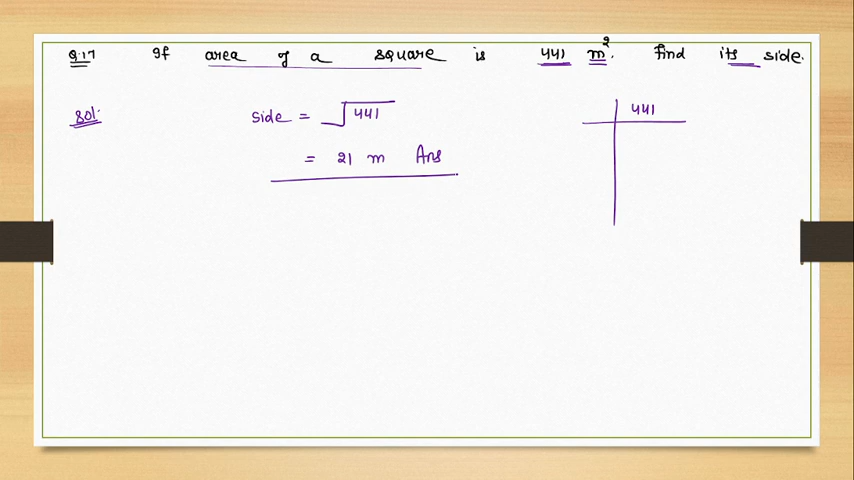 Q.17 If area of a square is 441 m². Find its side.
Sol. side = √441
441
= 21 m Ans